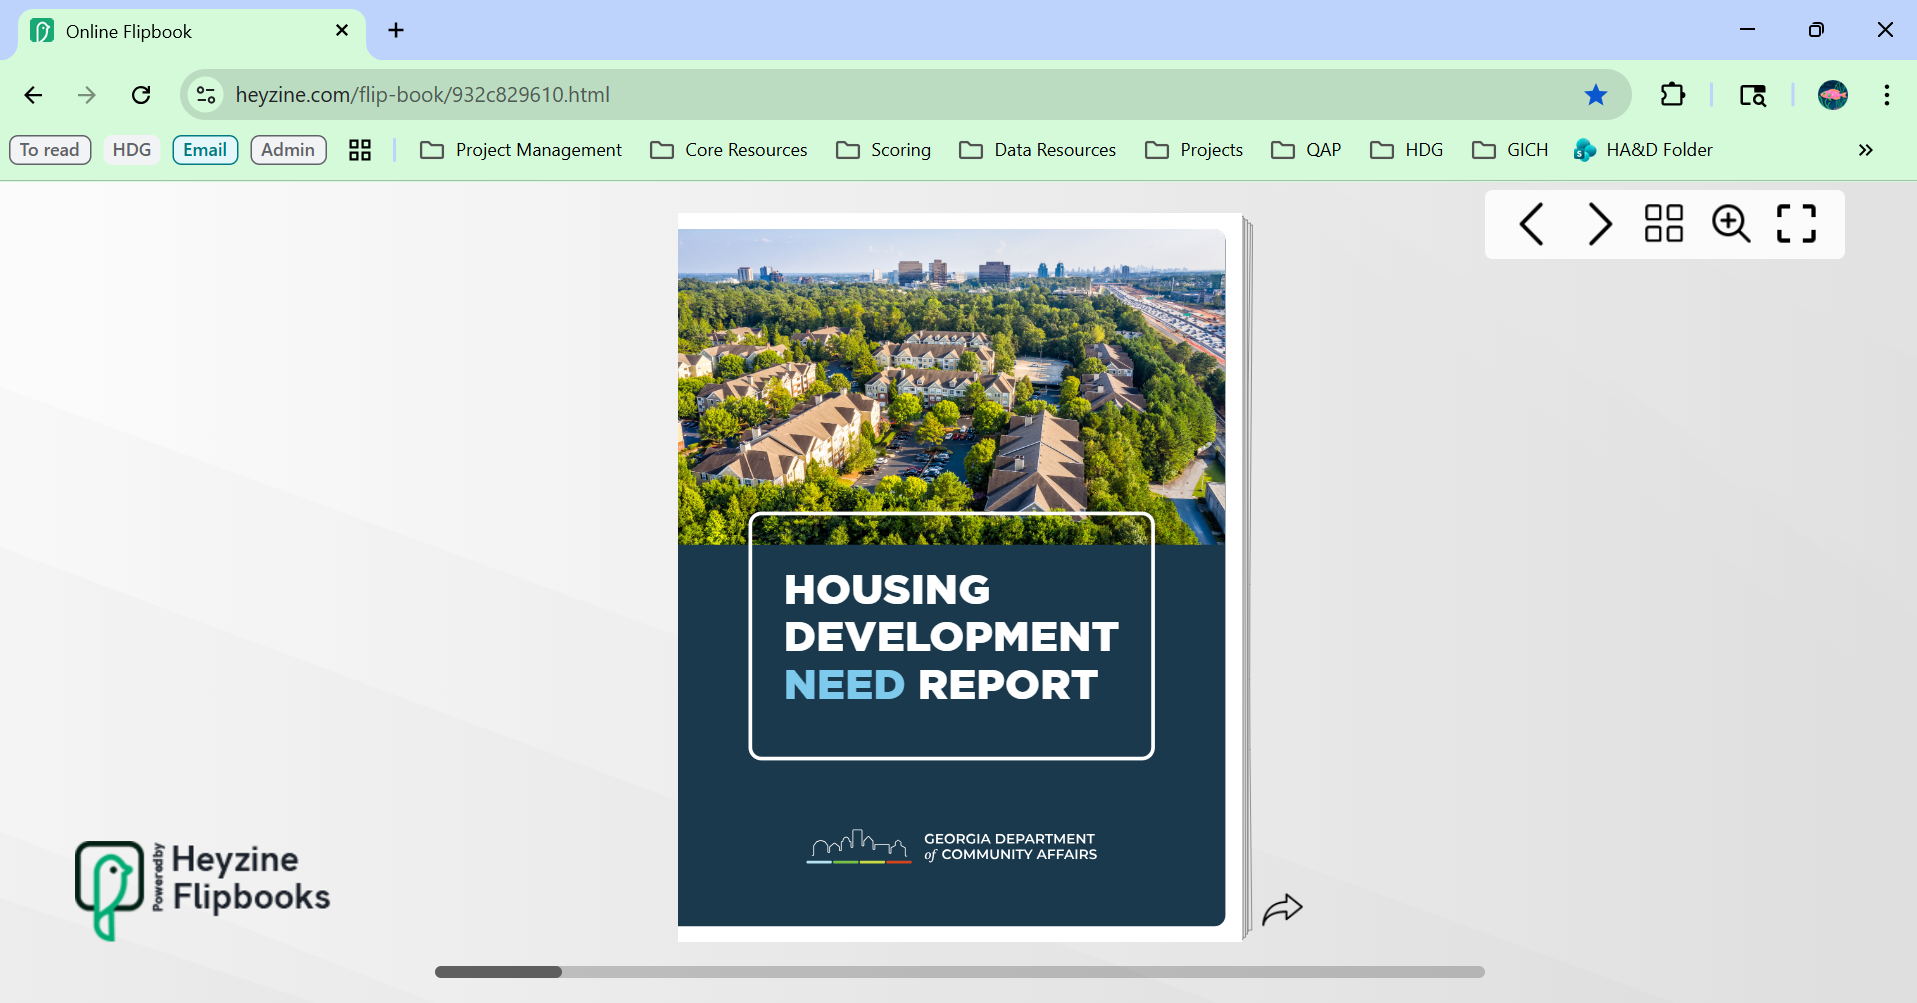 Online Flipbook
heyzine.com/flip-book/932c829610.html
To read HDG Email Admin Project Management Core Resources Scoring Data Resources Projects QAP HDG GICH HA&D Folder
HOUSING
DEVELOPMENT
NEED REPORT
GEORGIA DEPARTMENT
of COMMUNITY AFFAIRS
Powered by
Heyzine
Flipbooks